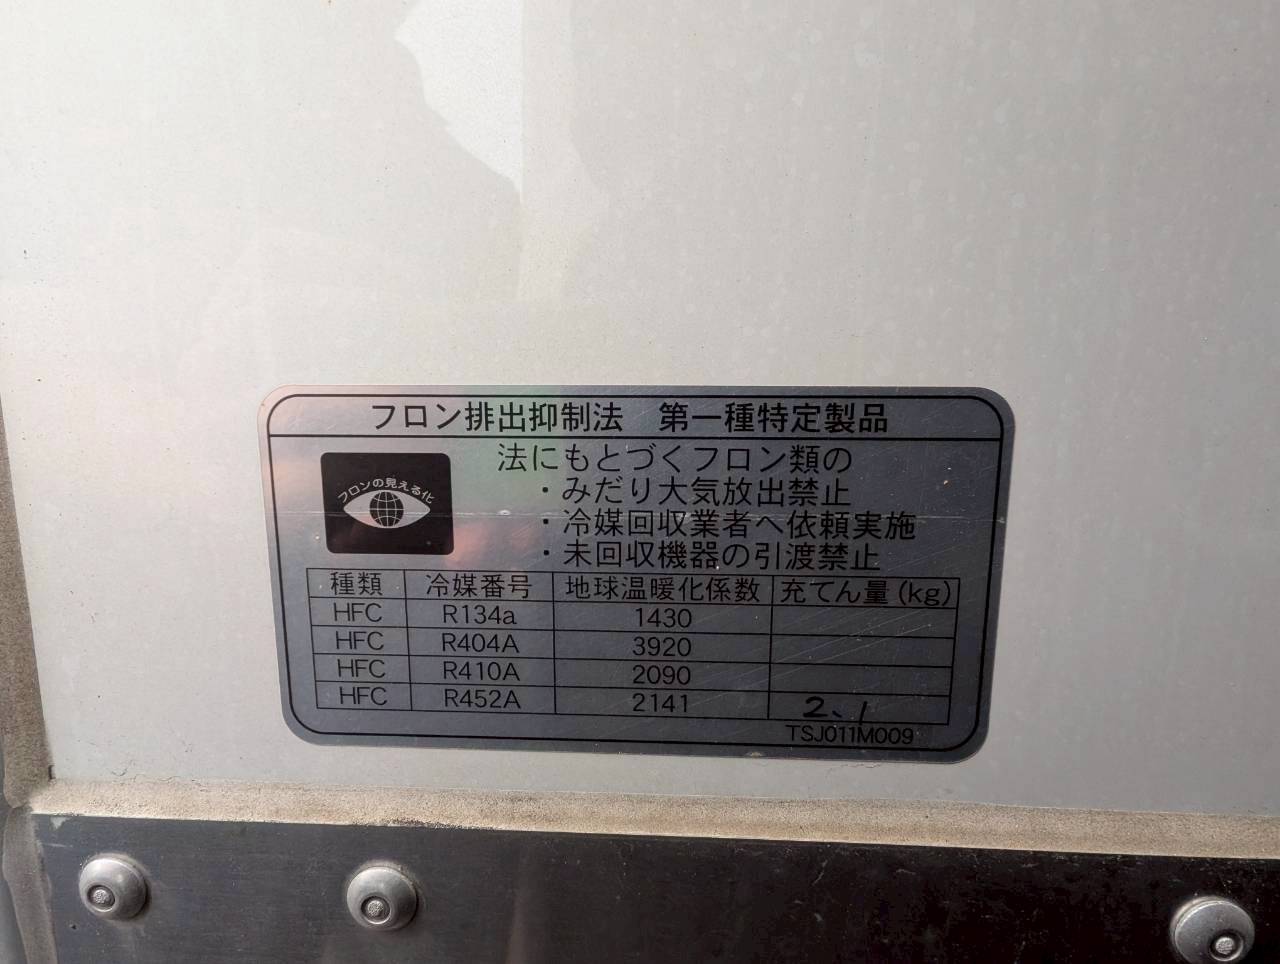 フロン排出抑制法　第一種特定製品
フロンの見える化
法にもとづくフロン類の
・みだり大気放出禁止
・冷媒回収業者へ依頼実施
・未回収機器の引渡禁止
種類 冷媒番号 地球温暖化係数 充てん量(kg)
HFC R134a 1430
HFC R404A 3920
HFC R410A 2090
HFC R452A 2141 2.1
TSJ011M009